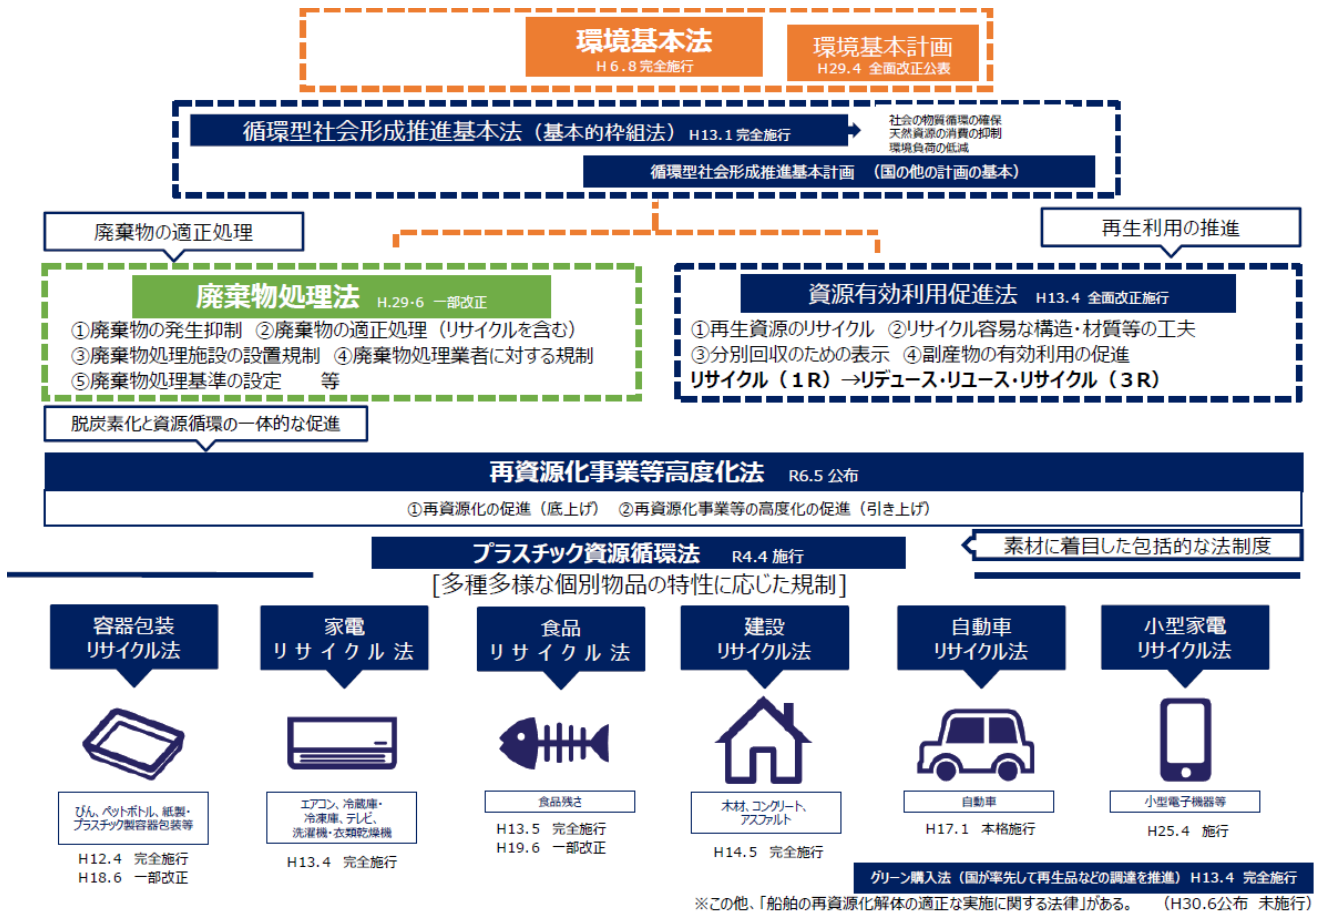 環境基本法
H6.8完全施行
環境基本計画
H29.4 全面改正公表
循環型社会形成推進基本法（基本的枠組法） H13.1 完全施行
社会の物質循環の確保
天然資源の消費の抑制
環境負荷の低減
循環型社会形成推進基本計画 （国の他の計画の基本）
廃棄物の適正処理
再生利用の推進
廃棄物処理法 H.29・6 一部改正
①廃棄物の発生抑制 ②廃棄物の適正処理（リサイクルを含む）
③廃棄物処理施設の設置規制 ④廃棄物処理業者に対する規制
⑤廃棄物処理基準の設定 等
資源有効利用促進法 H13.4 全面改正施行
①再生資源のリサイクル ②リサイクル容易な構造・材質等の工夫
③分別回収のための表示 ④副産物の有効利用の促進
リサイクル（１R）→リデュース・リユース・リサイクル（３R）
脱炭素化と資源循環の一体的な促進
再資源化事業等高度化法 R6.5 公布
①再資源化の促進（底上げ） ②再資源化事業等の高度化の促進（引き上げ）
プラスチック資源循環法 R4.4 施行
素材に着目した包括的な法制度
[多種多様な個別物品の特性に応じた規制]
容器包装
リサイクル法
家電
リサイクル法
食品
リサイクル法
建設
リサイクル法
自動車
リサイクル法
小型家電
リサイクル法
びん、ペットボトル、紙製・
プラスチック製容器包装等
H12.4 完全施行
H18.6 一部改正
エアコン、冷蔵庫・
冷凍庫、テレビ、
洗濯機・衣類乾燥機
H13.4 完全施行
食品残さ
H13.5 完全施行
H19.6 一部改正
木材、コンクリート、
アスファルト
H14.5 完全施行
自動車
H17.1 本格施行
小型電子機器等
H25.4 施行
グリーン購入法（国が率先して再生品などの調達を推進） H13.4 完全施行
※この他、「船舶の再資源化解体の適正な実施に関する法律」がある。 （H30.6公布 未施行）